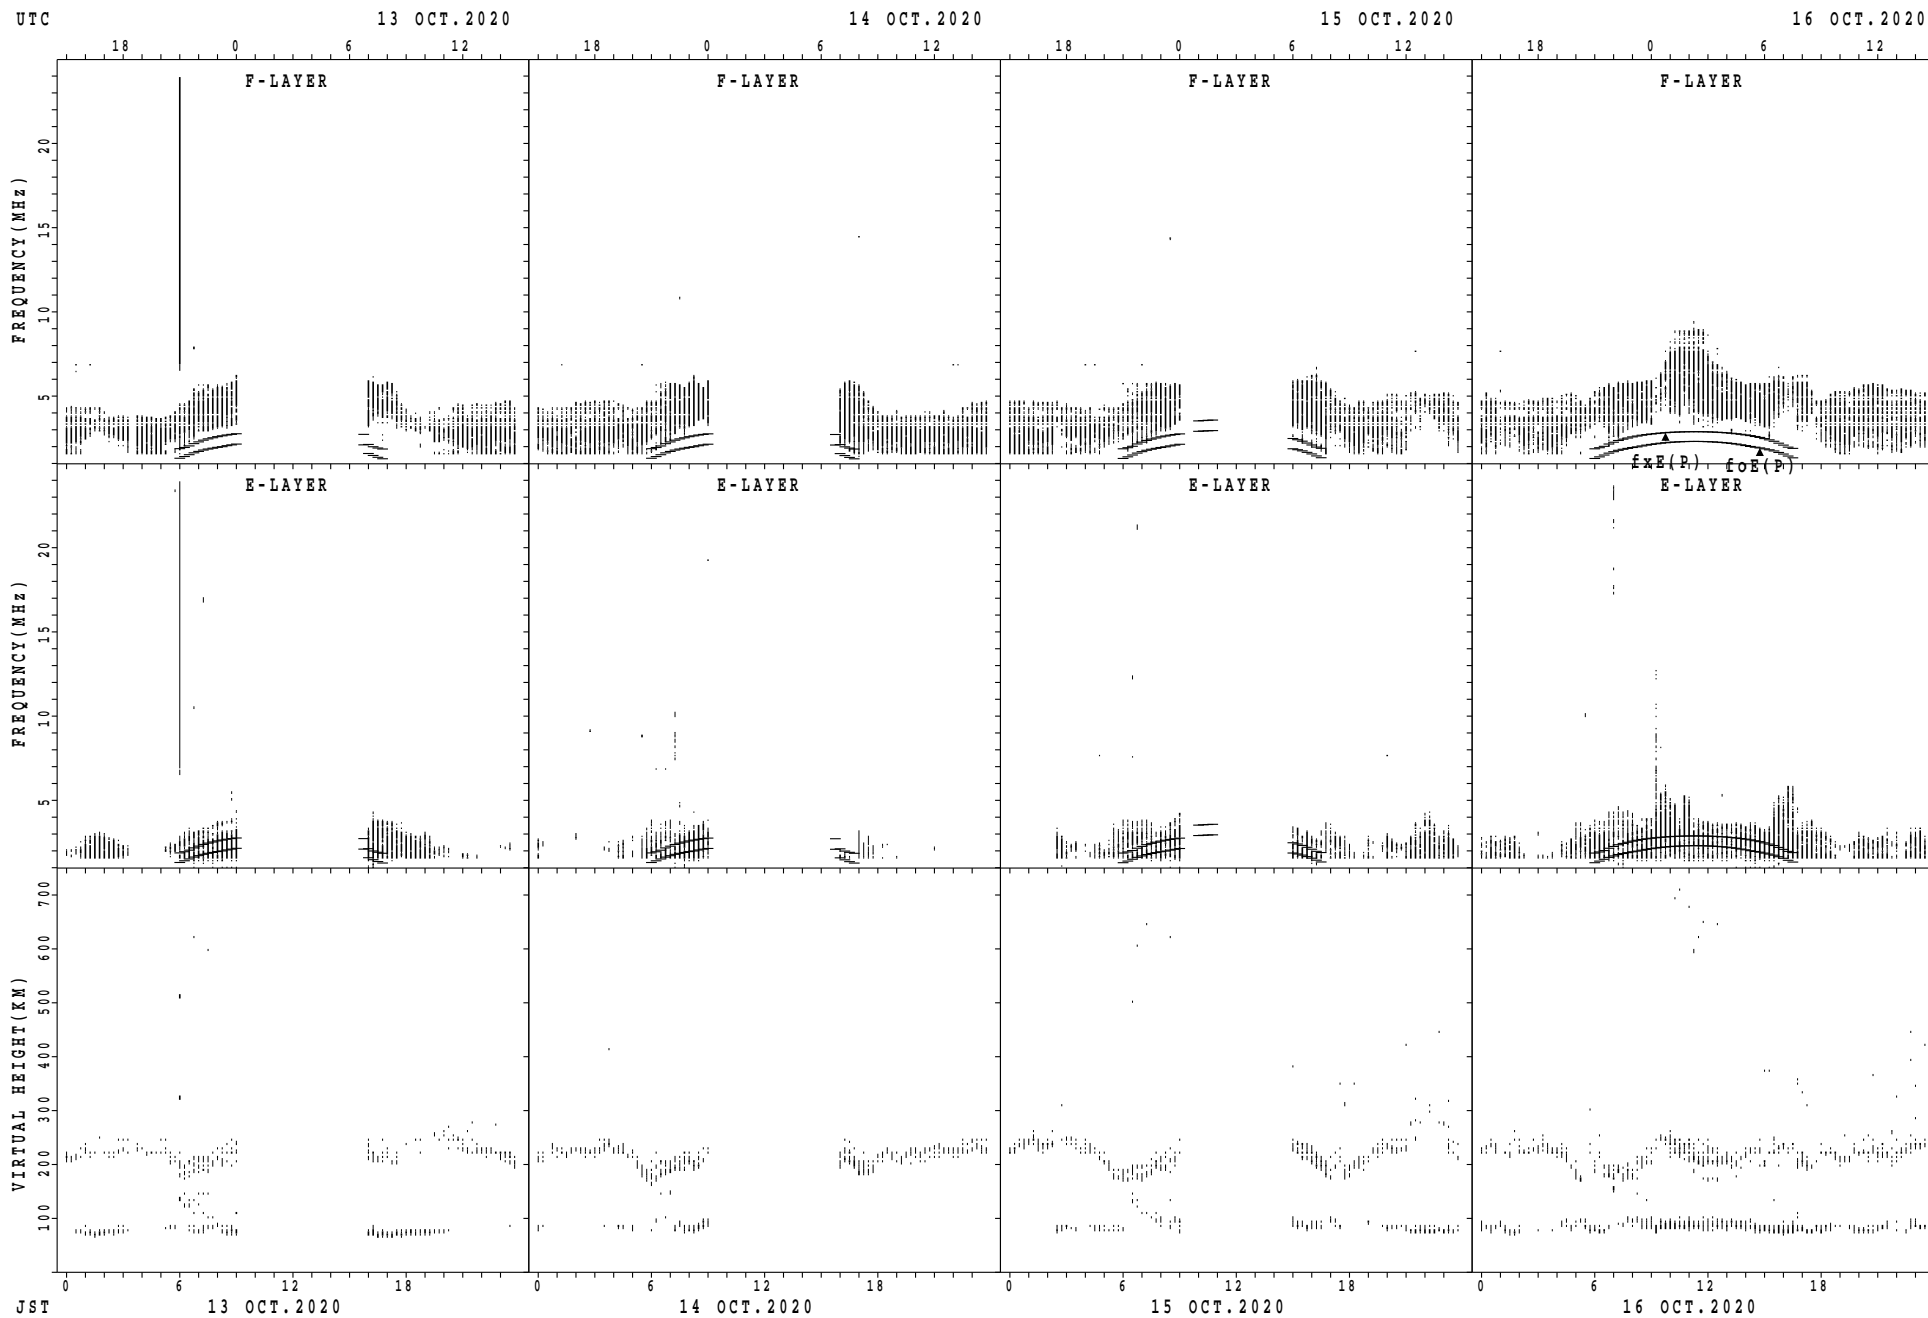 UTC 13 OCT.2020 14 OCT.2020 15 OCT.2020 16 OCT.2020
18 0 6 12 18 0 6 12 18 0 6 12 18 0 6 12
F-LAYER F-LAYER F-LAYER F-LAYER
FREQUENCY(MHz)
20
15
10
5
fxE(P) foE(P)
E-LAYER E-LAYER E-LAYER E-LAYER
FREQUENCY(MHz)
20
15
10
5
VIRTUAL HEIGHT(KM)
700
600
500
400
300
200
100
0 6 12 18 0 6 12 18 0 6 12 18 0 6 12 18
JST 13 OCT.2020 14 OCT.2020 15 OCT.2020 16 OCT.2020